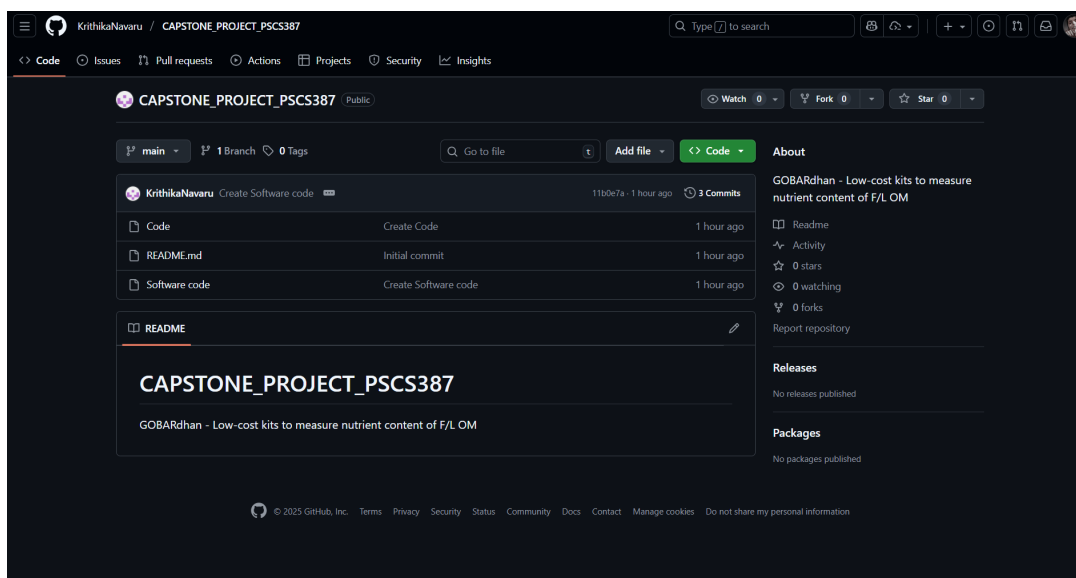 KrithikaNavaru / CAPSTONE_PROJECT_PSCS387
Type / to search
<> Code Issues Pull requests Actions Projects Security Insights
CAPSTONE_PROJECT_PSCS387 Public
Watch 0 Fork 0 Star 0
main 1 Branch 0 Tags
Go to file t Add file <> Code
KrithikaNavaru Create Software code 11b0e7a · 1 hour ago 3 Commits
Code Create Code 1 hour ago
README.md Initial commit 1 hour ago
Software code Create Software code 1 hour ago
README
CAPSTONE_PROJECT_PSCS387
GOBARdhan - Low-cost kits to measure nutrient content of F/L OM
About
GOBARdhan - Low-cost kits to measure
nutrient content of F/L OM
Readme
Activity
0 stars
0 watching
0 forks
Report repository
Releases
No releases published
Packages
No packages published
© 2025 GitHub, Inc. Terms Privacy Security Status Community Docs Contact Manage cookies Do not share my personal information